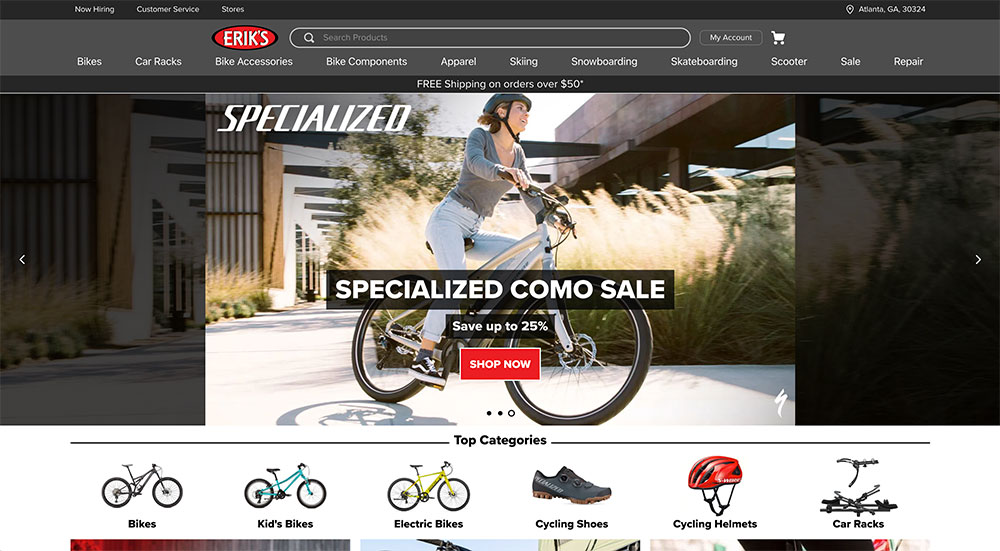 Now Hiring Customer Service Stores Atlanta, GA, 30324
ERIK'S Search Products My Account
Bikes Car Racks Bike Accessories Bike Components Apparel Skiing Snowboarding Skateboarding Scooter Sale Repair
FREE Shipping on orders over $50*
SPECIALIZED
SPECIALIZED COMO SALE
Save up to 25%
SHOP NOW
Top Categories
Bikes Kid's Bikes Electric Bikes Cycling Shoes Cycling Helmets Car Racks